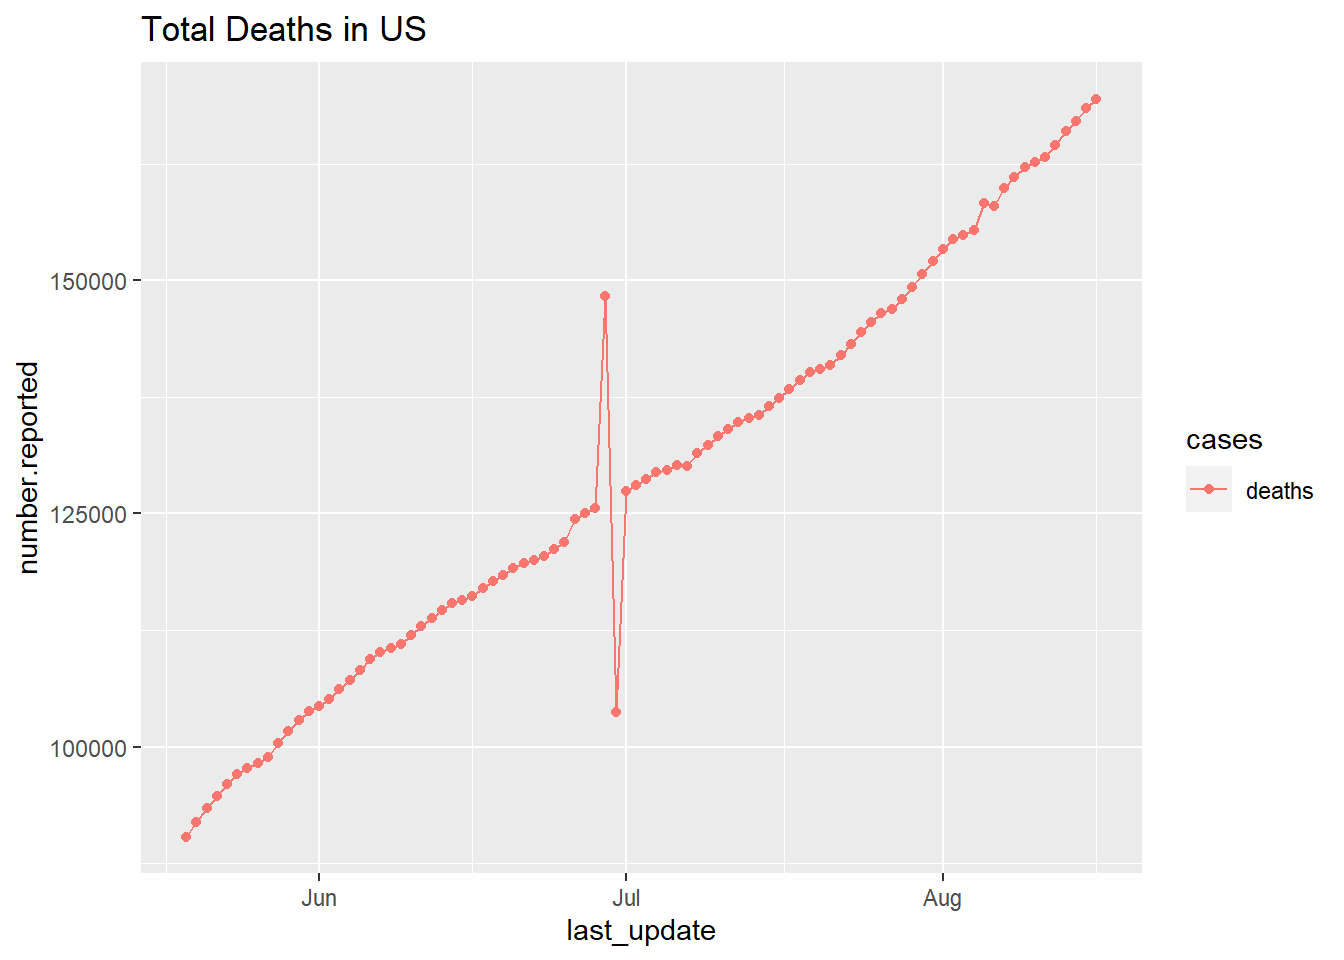 Total Deaths in US
number.reported
150000
125000
100000
Jun
Jul
Aug
last_update
cases
deaths